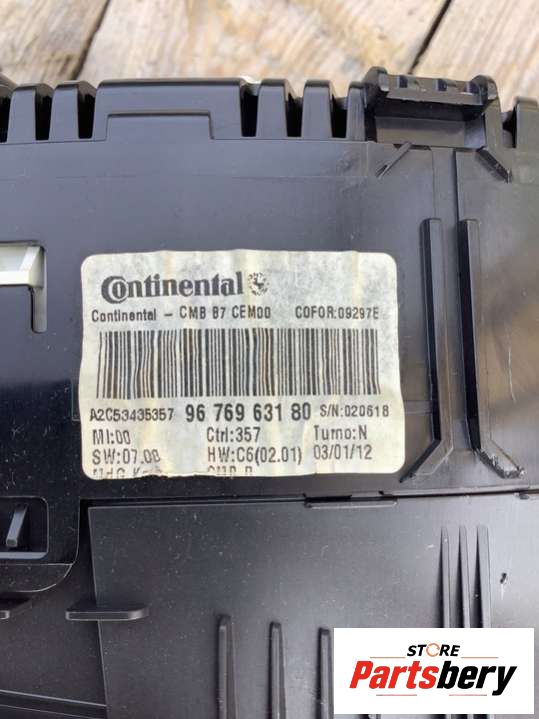 Continental
Continental - CMB B7 CEM00 COFOR:09297E
A2C53435357 96 769 631 80 S/N:020618
MI:00 Ctrl:357 Turno:N
SW:07.08 HW:C6(02.01) 03/01/12
STORE
Partsbery